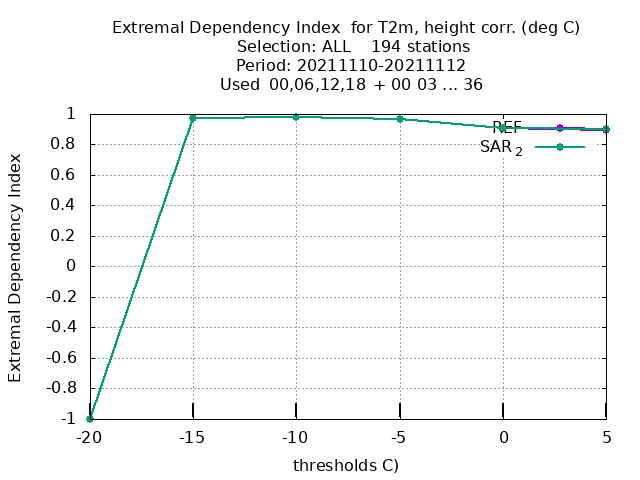 Extremal Dependency Index for T2m, height corr. (deg C)
Selection: ALL 194 stations
Period: 20211110-20211112
Used 00,06,12,18 + 00 03 ... 36
Extremal Dependency Index
1
0.8
0.6
0.4
0.2
0
-0.2
-0.4
-0.6
-0.8
-1
REF
SAR 2
-20
-15
-10
-5
0
5
thresholds C)